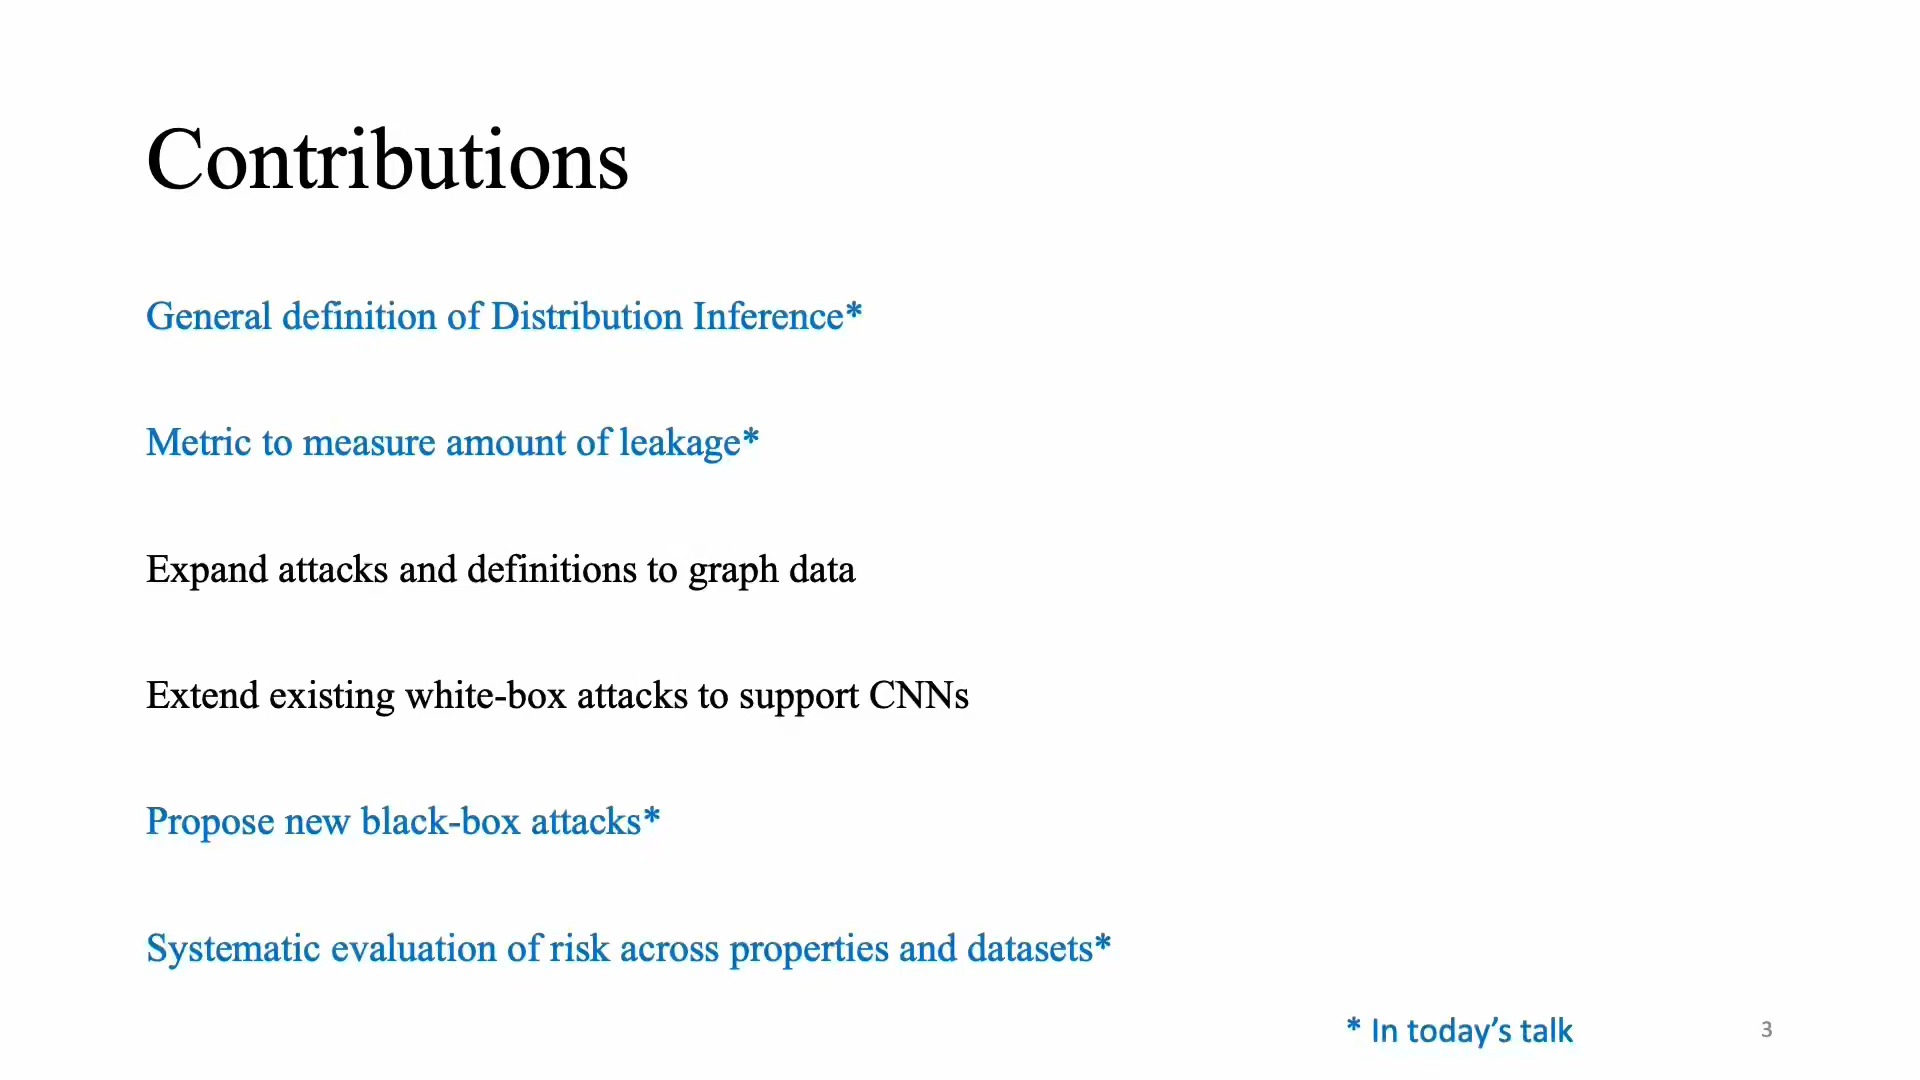 Contributions
General definition of Distribution Inference*
Metric to measure amount of leakage*
Expand attacks and definitions to graph data
Extend existing white-box attacks to support CNNs
Propose new black-box attacks*
Systematic evaluation of risk across properties and datasets*
* In today’s talk
3